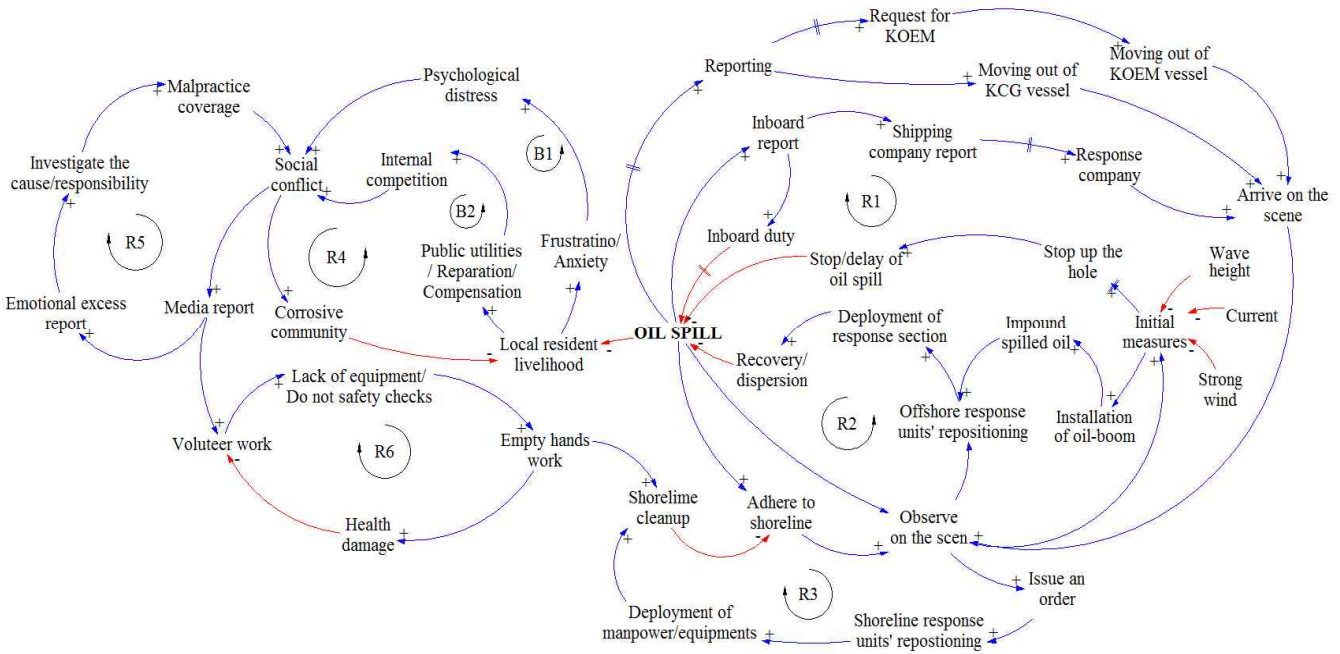 Request for
KOEM
Moving out of
KOEM vessel
Reporting
Moving out of
KCG vessel
Psychological
distress
Malpractice
coverage
Inboard
report
Shipping
company report
Response
company
Investigate the
cause/responsibility
Social
conflict
Internal
competition
B1
B2
R1
Arrive on the
scene
R5
R4
Public utilities
/ Reparation/
Compensation
Frustratino/
Anxiety
Inboard duty
Stop/delay of
oil spill
Stop up the
hole
Wave
height
Emotional excess
report
Media report
Corrosive
community
Local resident
livelihood
OIL SPILL
Deployment of
response section
Impound
spilled oil
Initial
measures
Current
Recovery/
dispersion
Strong
wind
Lack of equipment/
Do not safety checks
R2
Offshore response
units' repositioning
Installation
of oil-boom
Voluteer work
R6
Empty hands
work
Shorelime
cleanup
Adhere to
shoreline
Observe
on the scen
Health
damage
R3
Issue an
order
Deployment of
manpower/equipments
Shoreline response
units' repostioning